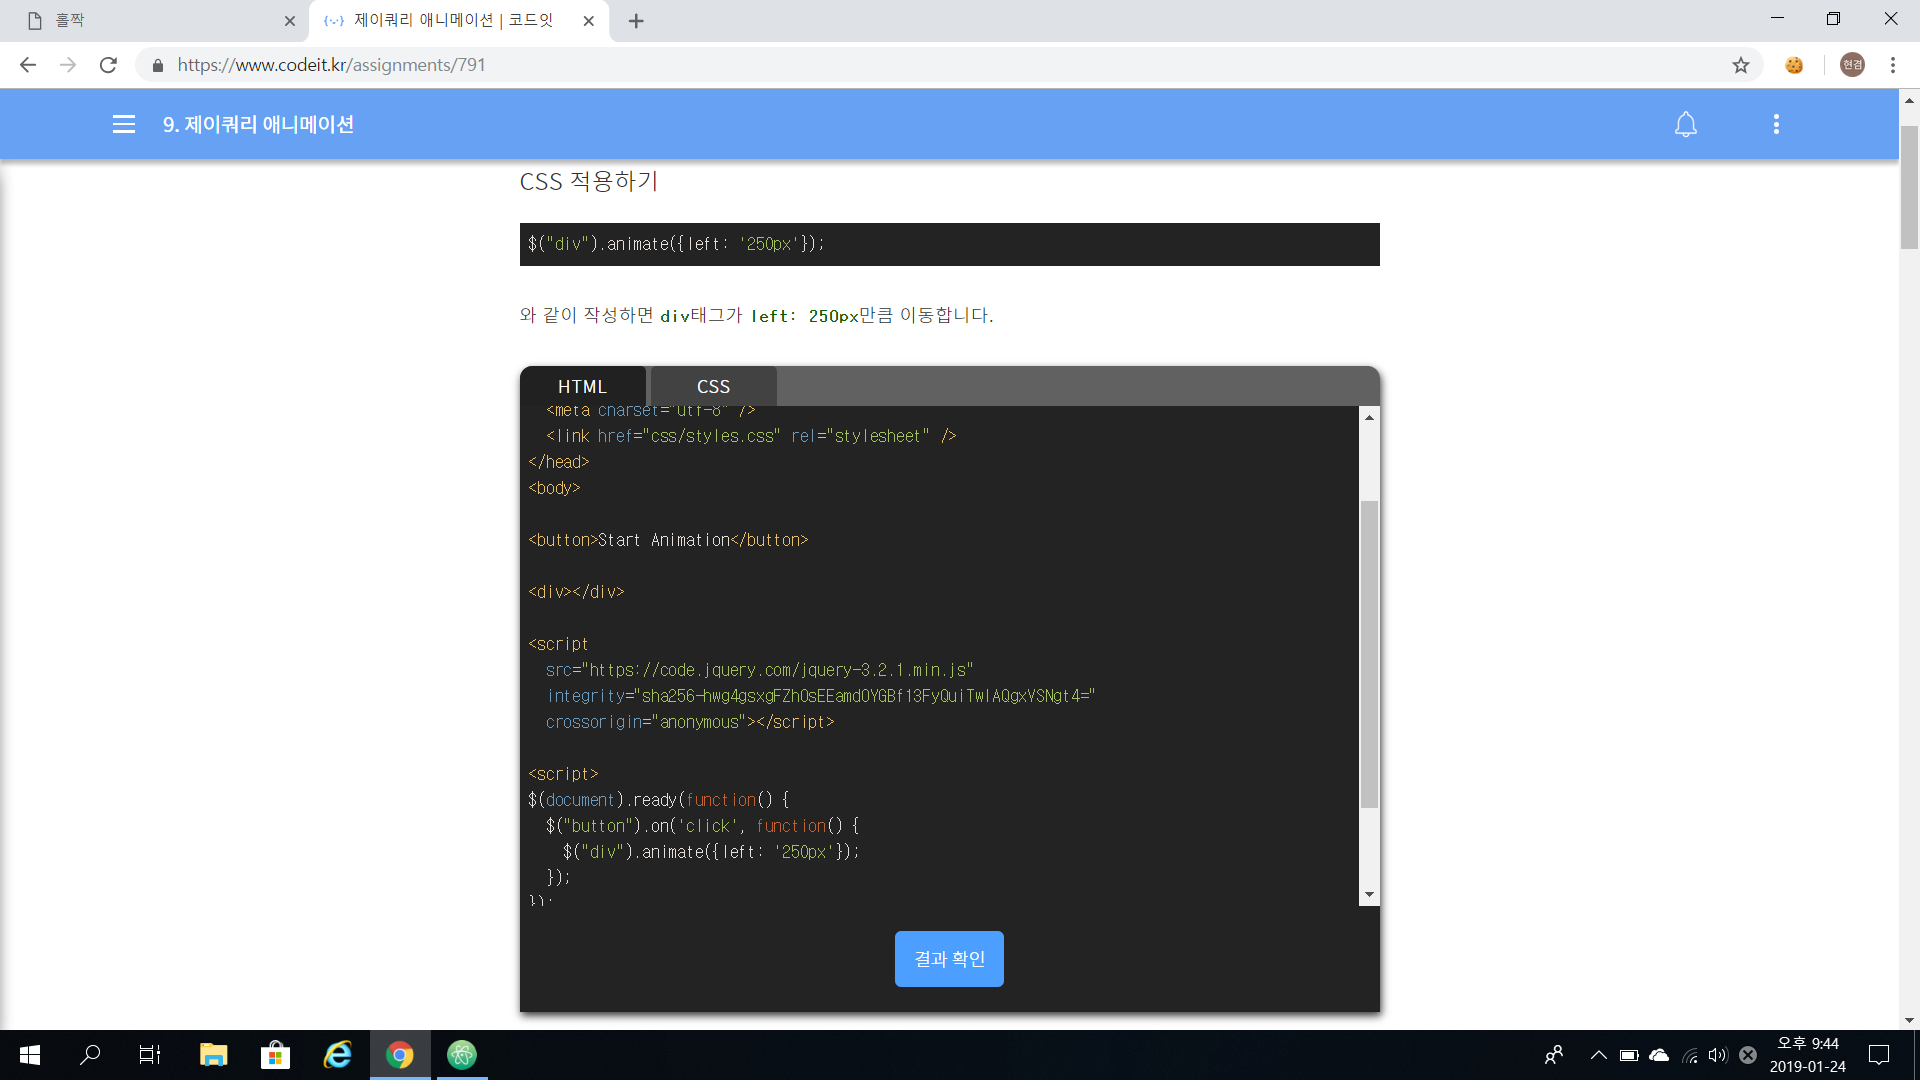 홀짝
제이쿼리 애니메이션 | 코드잇
https://www.codeit.kr/assignments/791
현겸
9. 제이쿼리 애니메이션
CSS 적용하기
$("div").animate({left: '250px'});
와 같이 작성하면 div태그가 left: 250px만큼 이동합니다.
HTML CSS
<meta charset="utf-8" />
<link href="css/styles.css" rel="stylesheet" />
</head>
<body>
<button>Start Animation</button>
<div></div>
<script
src="https://code.jquery.com/jquery-3.2.1.min.js"
integrity="sha256-hwg4gsxgFZhOsEEamdOYGBf13FyQuiTwlAQgxVSNgt4="
crossorigin="anonymous"></script>
<script>
$(document).ready(function() {
$("button").on('click', function() {
$("div").animate({left: '250px'});
});
});
결과 확인
오후 9:44
2019-01-24